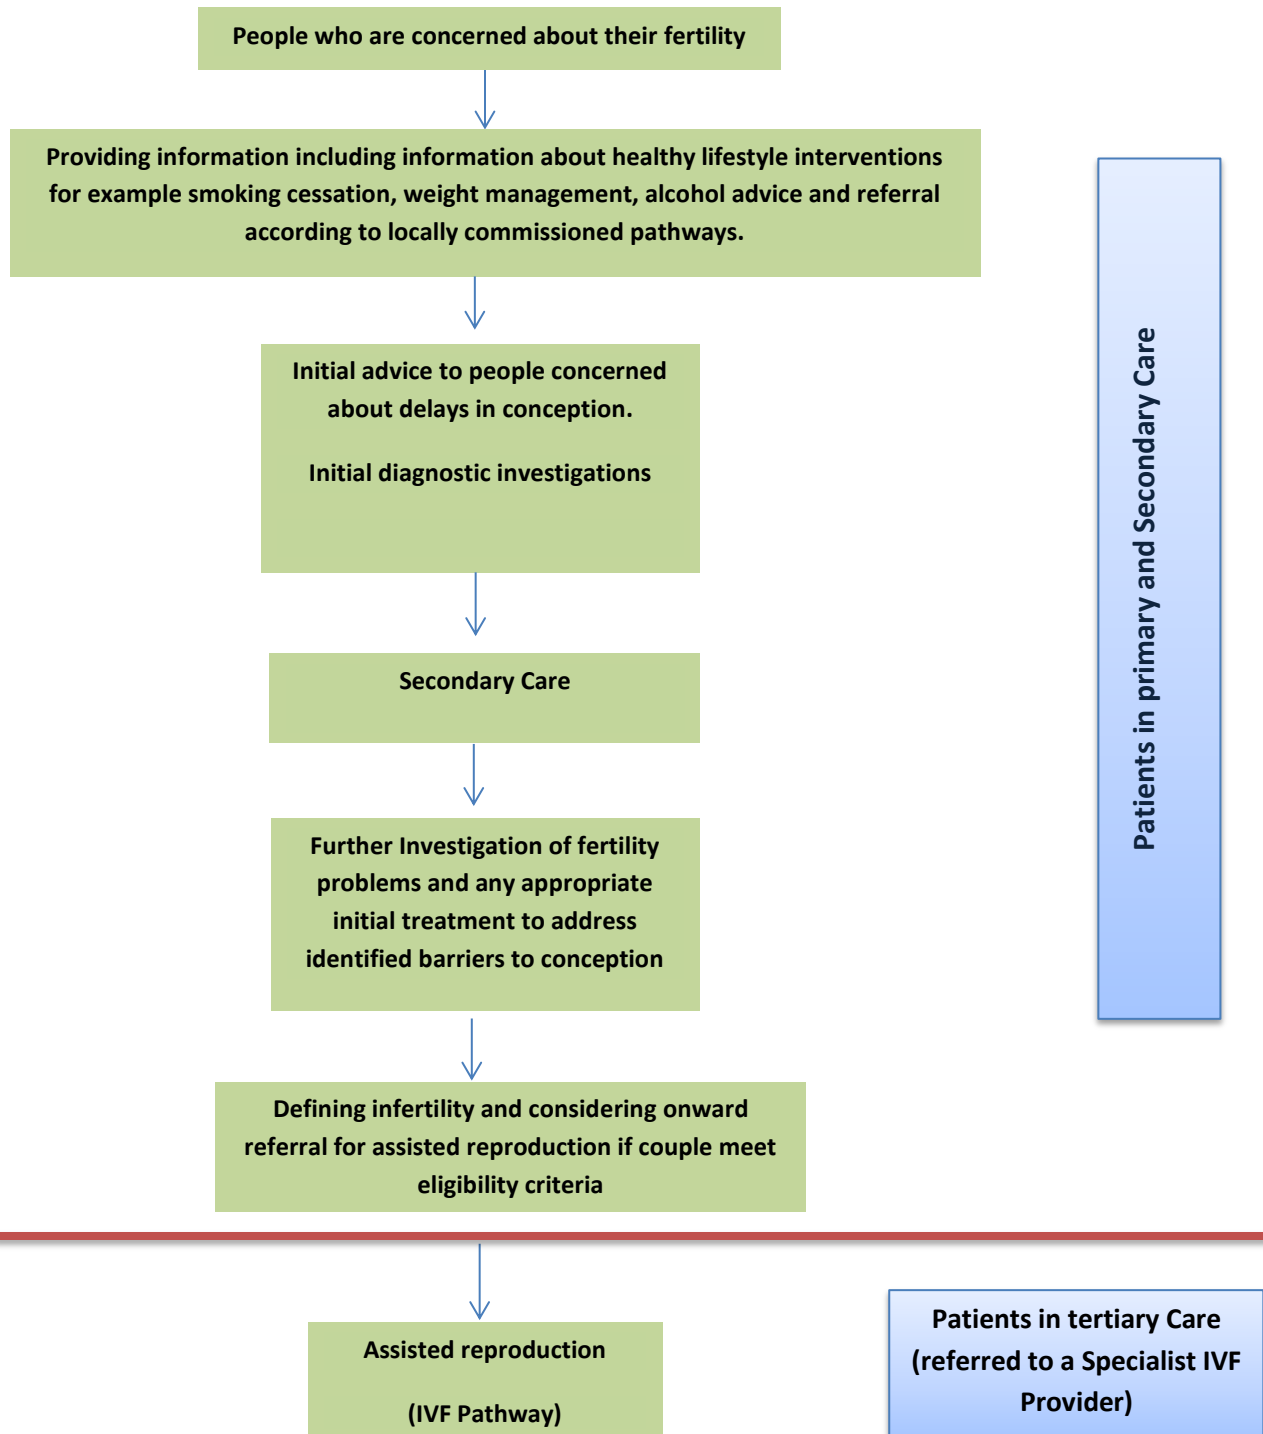 People who are concerned about their fertility
Providing information including information about healthy lifestyle interventions
for example smoking cessation, weight management, alcohol advice and referral
according to locally commissioned pathways.
Initial advice to people concerned
about delays in conception.
Initial diagnostic investigations
Secondary Care
Further Investigation of fertility
problems and any appropriate
initial treatment to address
identified barriers to conception
Defining infertility and considering onward
referral for assisted reproduction if couple meet
eligibility criteria
Patients in primary and Secondary Care
Assisted reproduction
(IVF Pathway)
Patients in tertiary Care
(referred to a Specialist IVF
Provider)